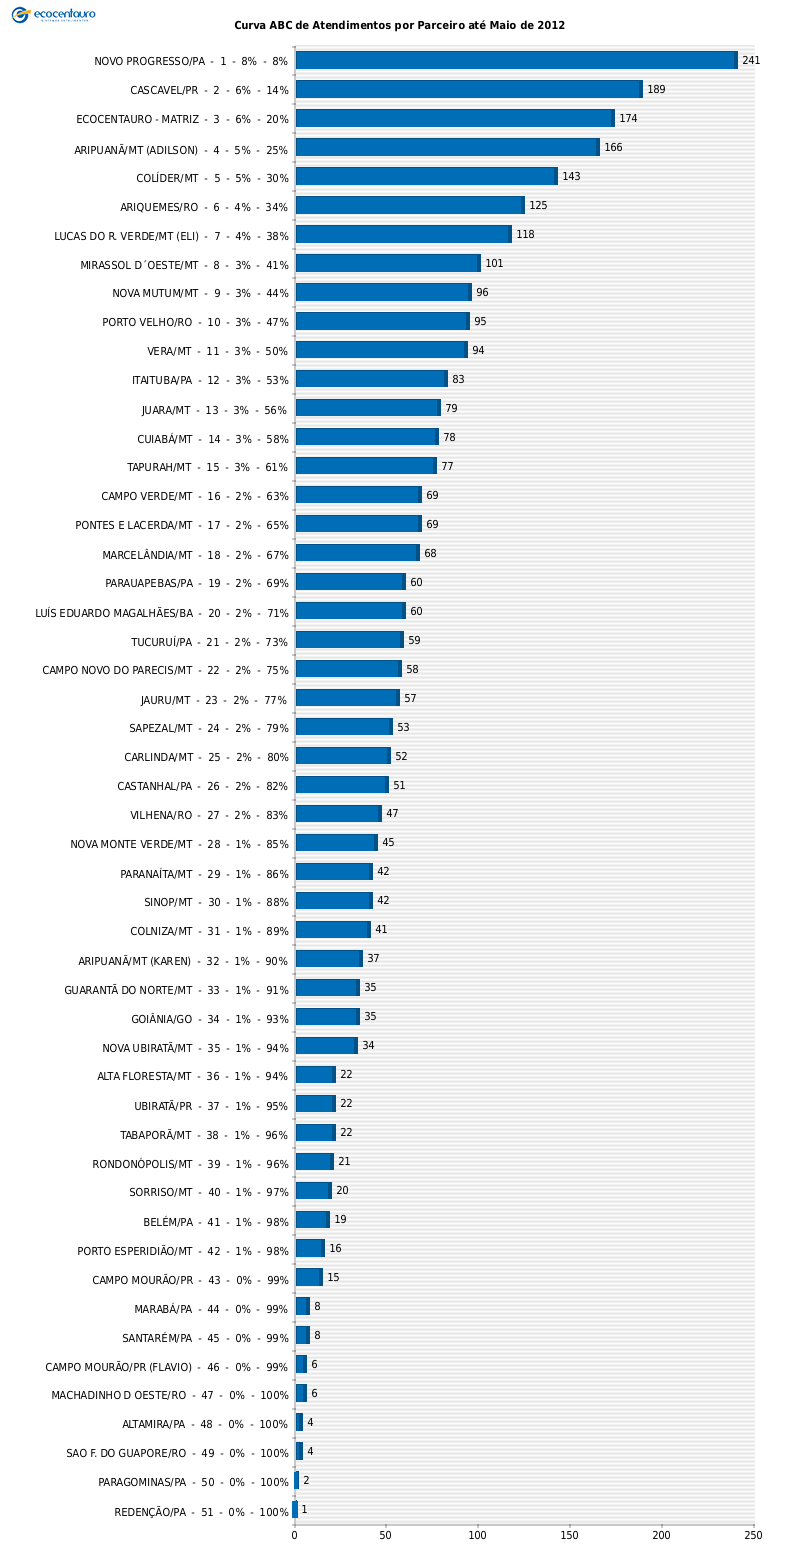 ecocentauro
Curva ABC de Atendimentos por Parceiro até Maio de 2012
NOVO PROGRESSO/PA - 1 - 8% - 8% 241
CASCAVEL/PR - 2 - 6% - 14% 189
ECOCENTAURO - MATRIZ - 3 - 6% - 20% 174
ARIPUANÃ/MT (ADILSON) - 4 - 5% - 25% 166
COLÍDER/MT - 5 - 5% - 30% 143
ARIQUEMES/RO - 6 - 4% - 34% 125
LUCAS DO R. VERDE/MT (ELI) - 7 - 4% - 38% 118
MIRASSOL D´OESTE/MT - 8 - 3% - 41% 101
NOVA MUTUM/MT - 9 - 3% - 44% 96
PORTO VELHO/RO - 10 - 3% - 47% 95
VERA/MT - 11 - 3% - 50% 94
ITAITUBA/PA - 12 - 3% - 53% 83
JUARA/MT - 13 - 3% - 56% 79
CUIABÁ/MT - 14 - 3% - 58% 78
TAPURAH/MT - 15 - 3% - 61% 77
CAMPO VERDE/MT - 16 - 2% - 63% 69
PONTES E LACERDA/MT - 17 - 2% - 65% 69
MARCELÂNDIA/MT - 18 - 2% - 67% 68
PARAUAPEBAS/PA - 19 - 2% - 69% 60
LUÍS EDUARDO MAGALHÃES/BA - 20 - 2% - 71% 60
TUCURUÍ/PA - 21 - 2% - 73% 59
CAMPO NOVO DO PARECIS/MT - 22 - 2% - 75% 58
JAURU/MT - 23 - 2% - 77% 57
SAPEZAL/MT - 24 - 2% - 79% 53
CARLINDA/MT - 25 - 2% - 80% 52
CASTANHAL/PA - 26 - 2% - 82% 51
VILHENA/RO - 27 - 2% - 83% 47
NOVA MONTE VERDE/MT - 28 - 1% - 85% 45
PARANAÍTA/MT - 29 - 1% - 86% 42
SINOP/MT - 30 - 1% - 88% 42
COLNIZA/MT - 31 - 1% - 89% 41
ARIPUANÃ/MT (KAREN) - 32 - 1% - 90% 37
GUARANTÃ DO NORTE/MT - 33 - 1% - 91% 35
GOIÂNIA/GO - 34 - 1% - 93% 35
NOVA UBIRATÃ/MT - 35 - 1% - 94% 34
ALTA FLORESTA/MT - 36 - 1% - 94% 22
UBIRATÃ/PR - 37 - 1% - 95% 22
TABAPORÃ/MT - 38 - 1% - 96% 22
RONDONÓPOLIS/MT - 39 - 1% - 96% 21
SORRISO/MT - 40 - 1% - 97% 20
BELÉM/PA - 41 - 1% - 98% 19
PORTO ESPERIDIÃO/MT - 42 - 1% - 98% 16
CAMPO MOURÃO/PR - 43 - 0% - 99% 15
MARABÁ/PA - 44 - 0% - 99% 8
SANTARÉM/PA - 45 - 0% - 99% 8
CAMPO MOURÃO/PR (FLAVIO) - 46 - 0% - 99% 6
MACHADINHO D OESTE/RO - 47 - 0% - 100% 6
ALTAMIRA/PA - 48 - 0% - 100% 4
SAO F. DO GUAPORE/RO - 49 - 0% - 100% 4
PARAGOMINAS/PA - 50 - 0% - 100% 2
REDENÇÃO/PA - 51 - 0% - 100% 1
0 50 100 150 200 250